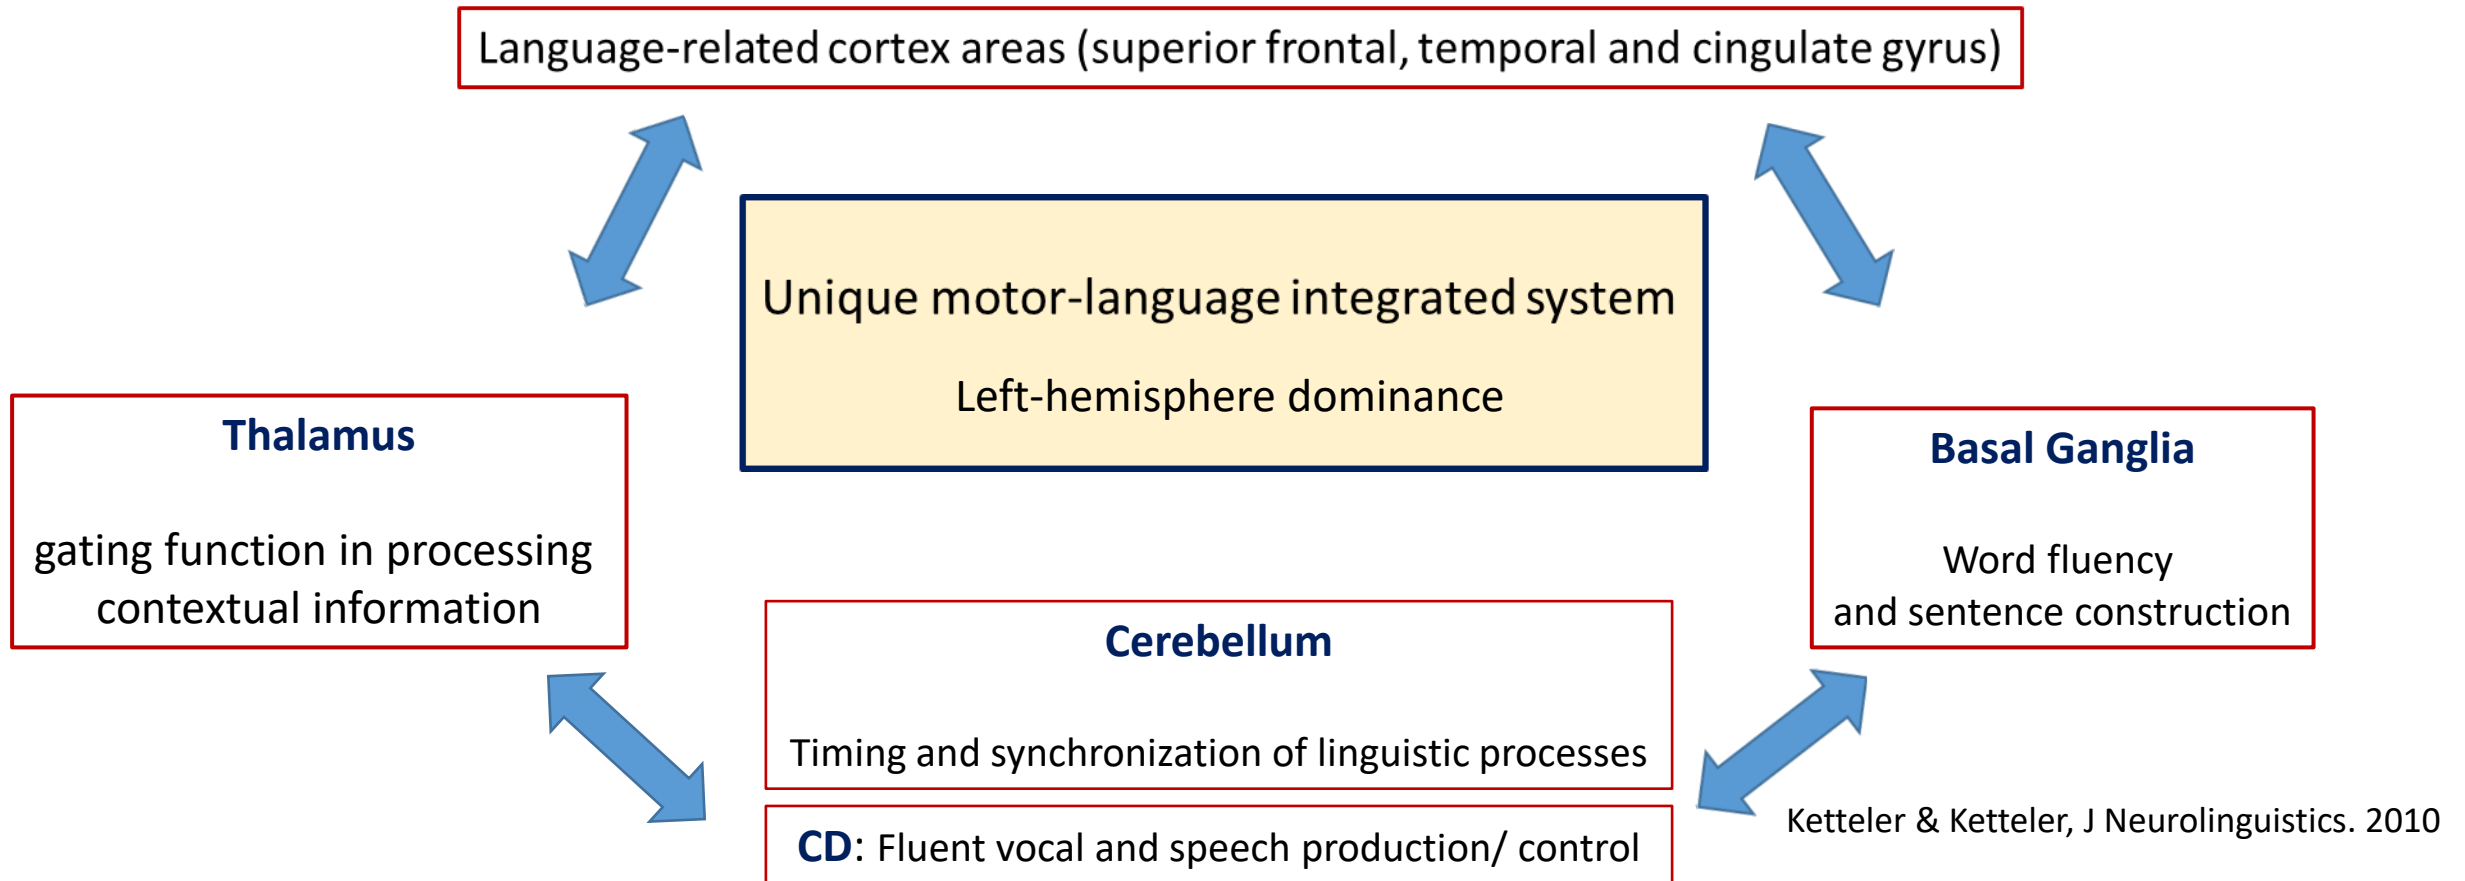 Language-related cortex areas (superior frontal, temporal and cingulate gyrus)
Unique motor-language integrated system
Left-hemisphere dominance
Thalamus
gating function in processing
contextual information
Basal Ganglia
Word fluency
and sentence construction
Cerebellum
Timing and synchronization of linguistic processes
CD: Fluent vocal and speech production/ control
Ketteler & Ketteler, J Neurolinguistics. 2010